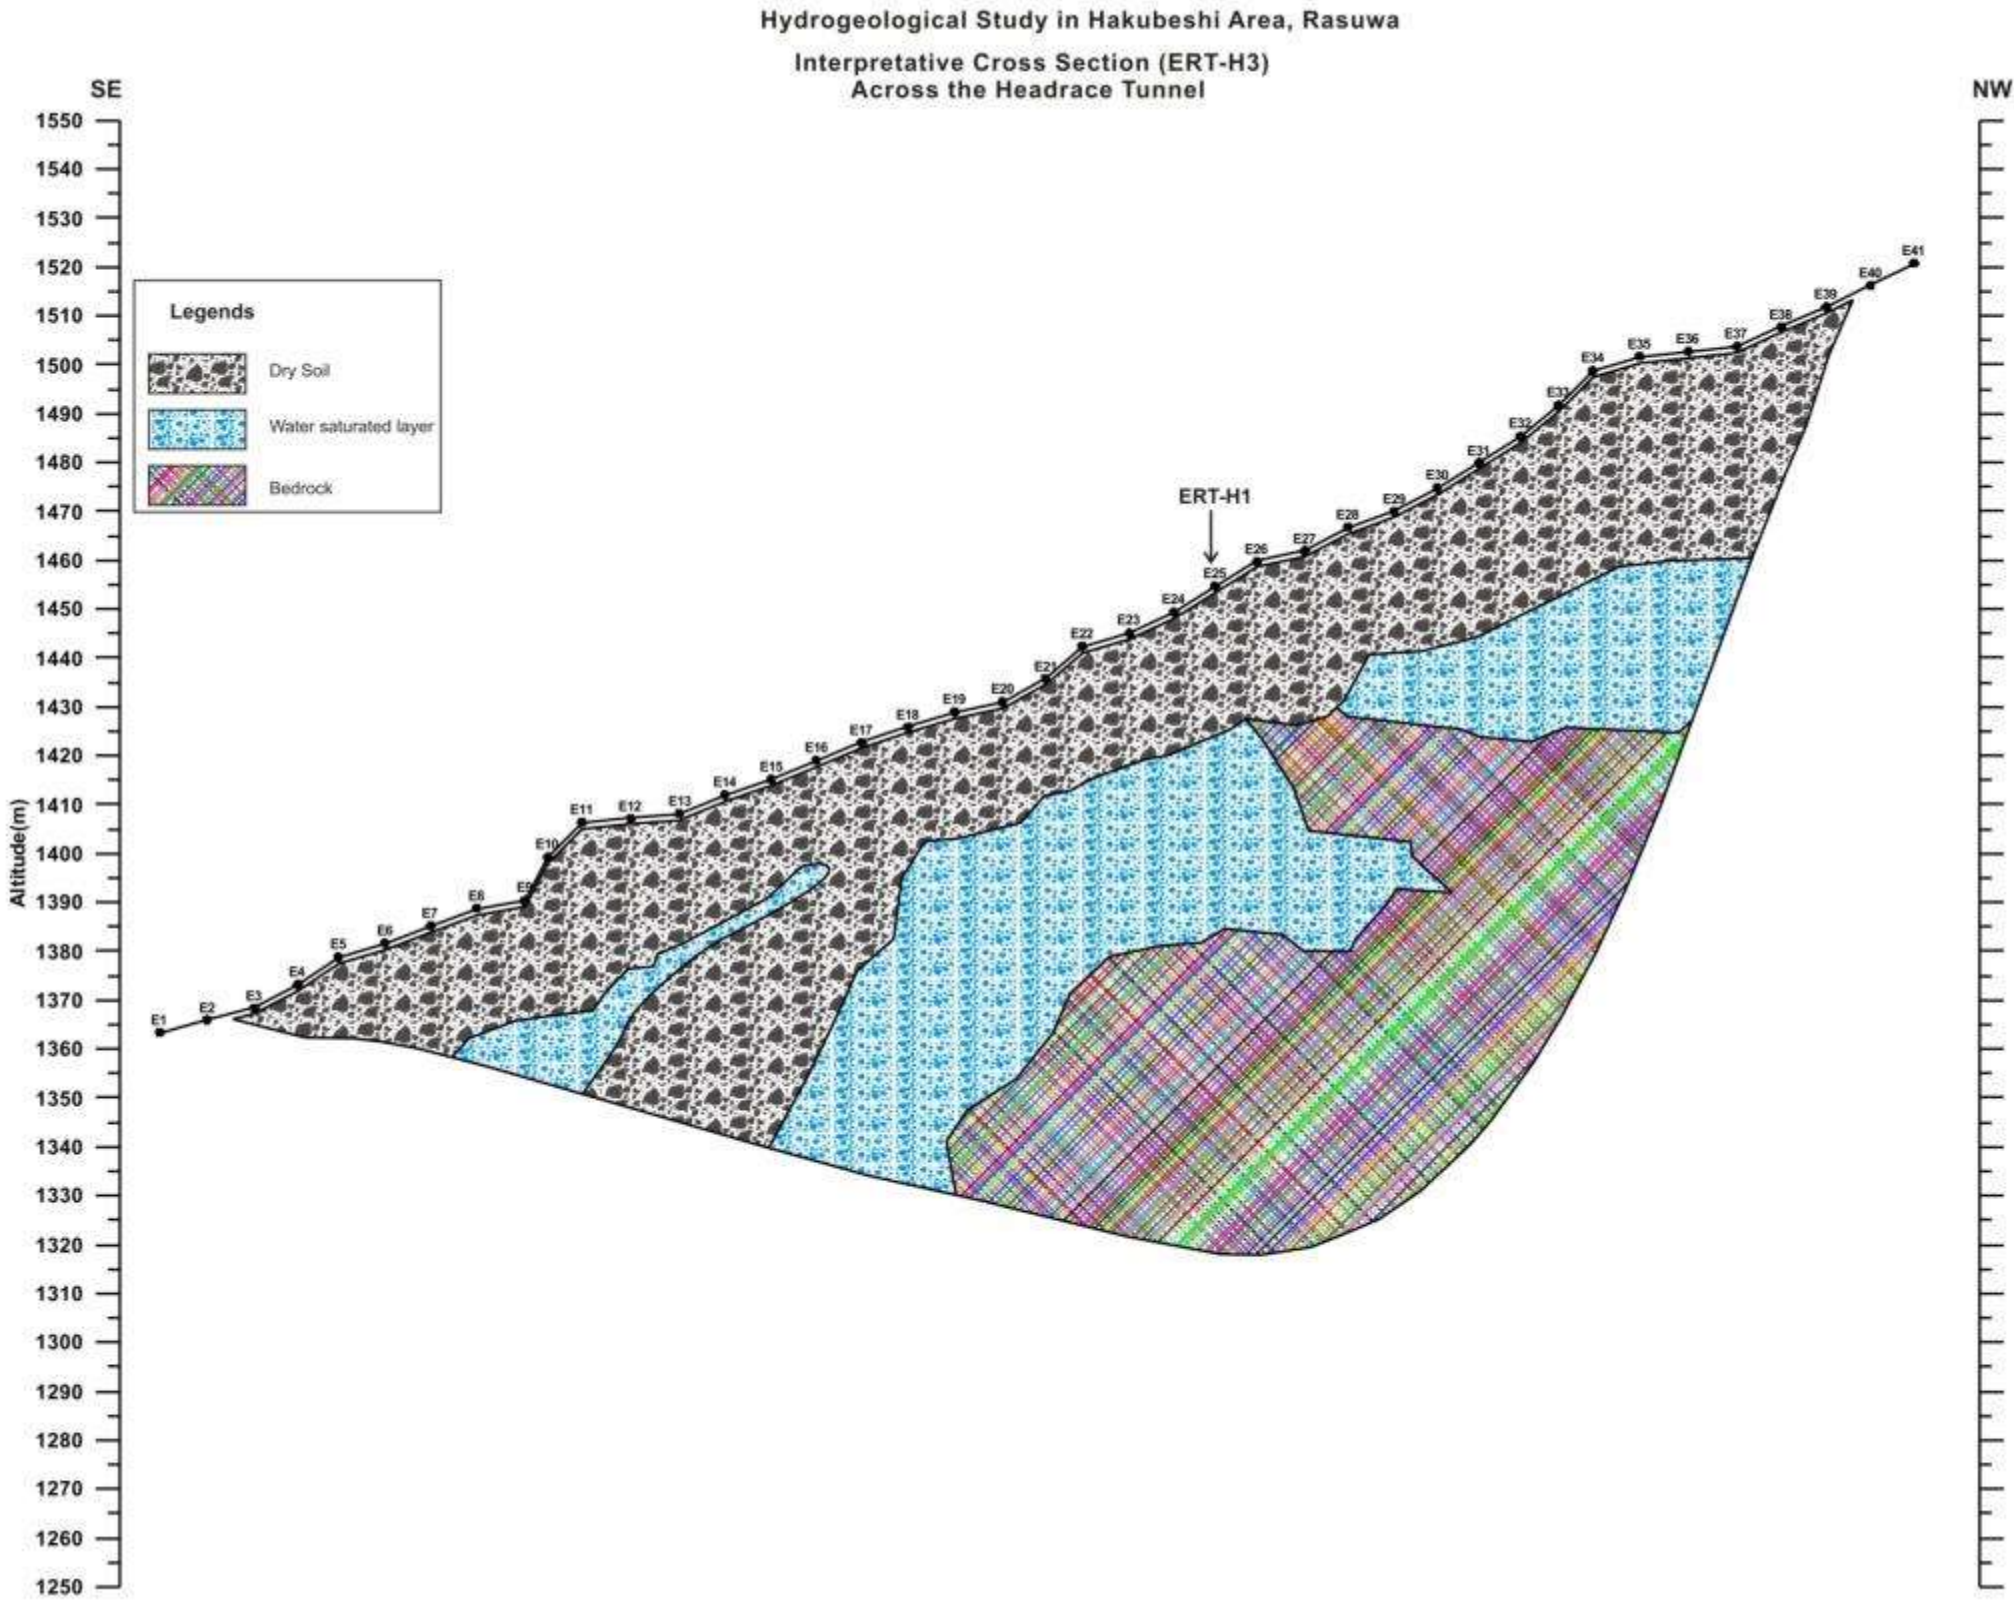 Hydrogeological Study in Hakubeshi Area, Rasuwa
Interpretative Cross Section (ERT-H3)
Across the Headrace Tunnel
SE
NW
1550
1540
1530
1520
1510
1500
1490
1480
1470
1460
1450
1440
1430
1420
1410
1400
1390
1380
1370
1360
1350
1340
1330
1320
1310
1300
1290
1280
1270
1260
1250
Altitude(m)
Legends
Dry Soil
Water saturated layer
Bedrock
ERT-H1
E1
E2
E3
E4
E5
E6
E7
E8
E9
E10
E11
E12
E13
E14
E15
E16
E17
E18
E19
E20
E21
E22
E23
E24
E25
E26
E27
E28
E29
E30
E31
E32
E33
E34
E35
E36
E37
E38
E39
E40
E41